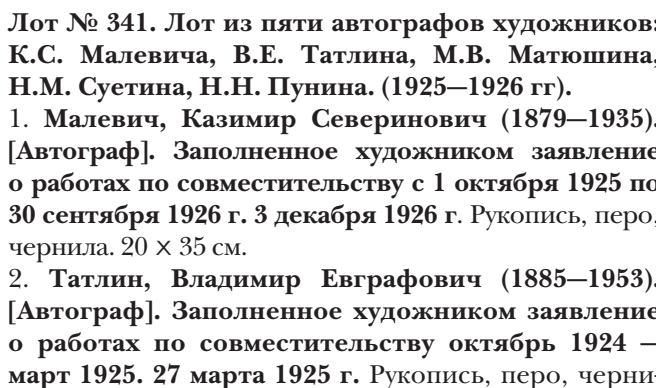 Лот № 341. Лот из пяти автографов художников:
К.С. Малевича, В.Е. Татлина, М.В. Матюшина,
Н.М. Суетина, Н.Н. Пунина. (1925—1926 гг).
1. Малевич, Казимир Северинович (1879—1935).
[Автограф]. Заполненное художником заявление
о работах по совместительству с 1 октября 1925 по
30 сентября 1926 г. 3 декабря 1926 г. Рукопись, перо,
чернила. 20 × 35 см.
2. Татлин, Владимир Евграфович (1885—1953).
[Автограф]. Заполненное художником заявление
о работах по совместительству октябрь 1924 –
март 1925. 27 марта 1925 г. Рукопись, перо, черни-